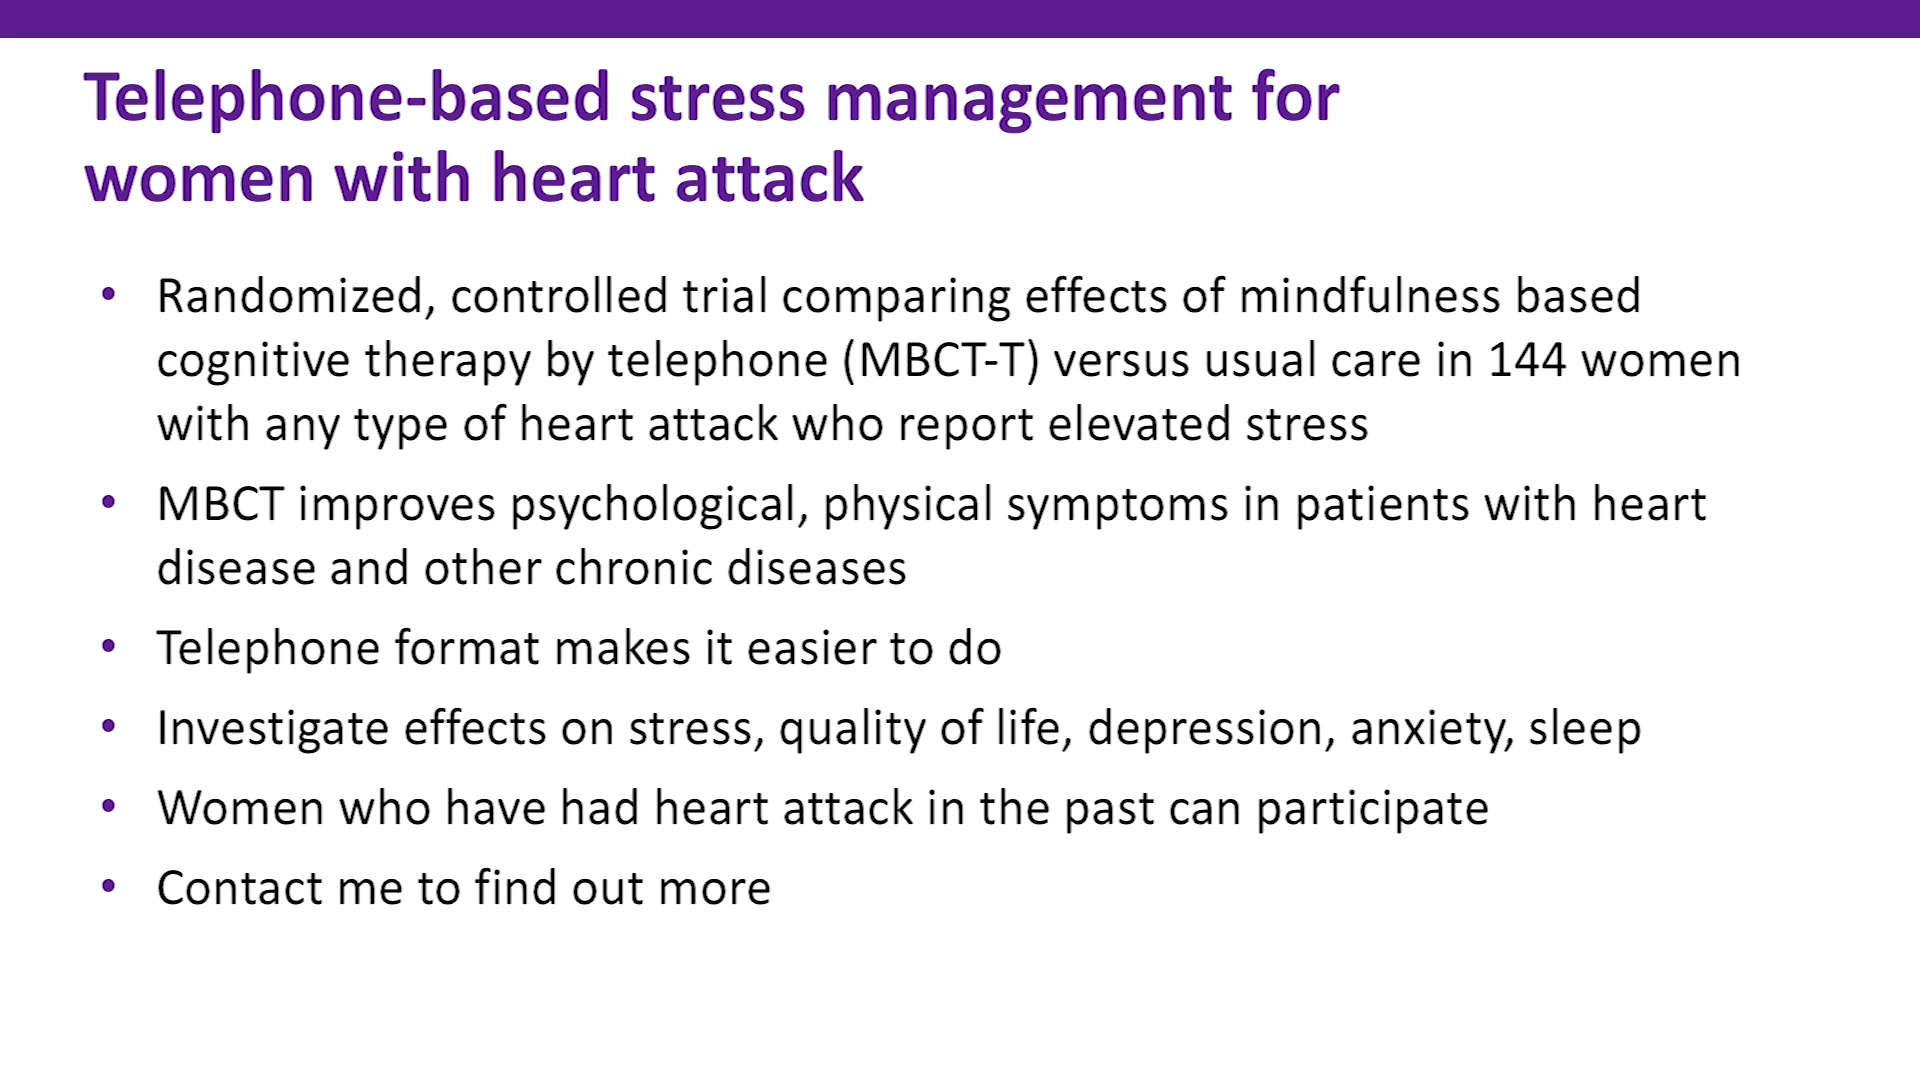 Telephone-based stress management for
women with heart attack
• Randomized, controlled trial comparing effects of mindfulness based
cognitive therapy by telephone (MBCT-T) versus usual care in 144 women
with any type of heart attack who report elevated stress
• MBCT improves psychological, physical symptoms in patients with heart
disease and other chronic diseases
• Telephone format makes it easier to do
• Investigate effects on stress, quality of life, depression, anxiety, sleep
• Women who have had heart attack in the past can participate
• Contact me to find out more